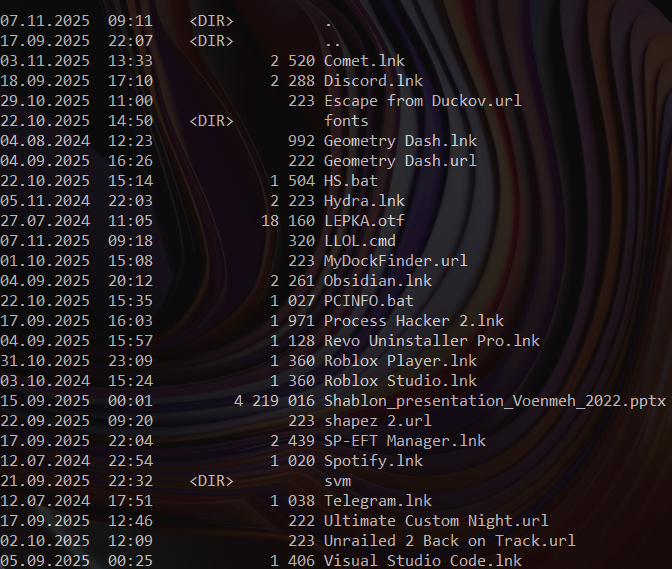 07.11.2025  09:11    <DIR>          .
17.09.2025  22:07    <DIR>          ..
03.11.2025  13:33             2 520 Comet.lnk
18.09.2025  17:10             2 288 Discord.lnk
29.10.2025  11:00               223 Escape from Duckov.url
22.10.2025  14:50    <DIR>          fonts
04.08.2024  12:23               992 Geometry Dash.lnk
04.09.2025  16:26               222 Geometry Dash.url
22.10.2025  15:14             1 504 HS.bat
05.11.2024  22:03             2 223 Hydra.lnk
27.07.2024  11:05            18 160 LEPKA.otf
07.11.2025  09:18               320 LLOL.cmd
01.10.2025  15:08               223 MyDockFinder.url
04.09.2025  20:12             2 261 Obsidian.lnk
22.10.2025  15:35             1 027 PCINFO.bat
17.09.2025  16:03             1 971 Process Hacker 2.lnk
04.09.2025  15:57             1 128 Revo Uninstaller Pro.lnk
31.10.2025  23:09             1 360 Roblox Player.lnk
03.10.2024  15:24             1 360 Roblox Studio.lnk
15.09.2025  00:01         4 219 016 Shablon_presentation_Voenmeh_2022.pptx
22.09.2025  09:20               223 shapez 2.url
17.09.2025  22:04             2 439 SP-EFT Manager.lnk
12.07.2024  22:54             1 020 Spotify.lnk
21.09.2025  22:32    <DIR>          svm
12.07.2024  17:51             1 038 Telegram.lnk
17.09.2025  12:46               222 Ultimate Custom Night.url
02.10.2025  12:09               223 Unrailed 2 Back on Track.url
05.09.2025  00:25             1 406 Visual Studio Code.lnk